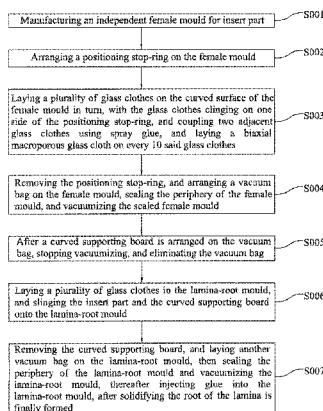 Manufacturing an independent female mould for insert part
S001
Arranging a positioning stop-ring on the female mould
S002
Laying a plurality of glass clothes on the curved surface of the
female mould in turn, with the glass clothes clinging on one
side of the positioning stop-ring, and coupling two adjacent
glass clothes using spray glue, and laying a biaxial
macroporous glass cloth on every 10 said glass clothes
S003
Removing the positioning stop-ring, and arranging a vacuum
bag on the female mould, sealing the periphery of the female
mould, and vacuumizing the sealed female mould
S004
After a curved supporting board is arranged on the vacuum
bag, stopping vacuumizing, and eliminating the vacuum bag
S005
Laying a plurality of glass clothes in the lamina-root mould,
and slinging the insert part and the curved supporting board
onto the lamina-root mould
S006
Removing the curved supporting board, and laying another
vacuum bag on the lamina-root mould, then sealing the
periphery of the lamina-root mould and vacuumizing the
lamina-root mould, thereafter injecting glue into the
lamina-root mould, after solidifying the root of the lamina is
finally formed
S007